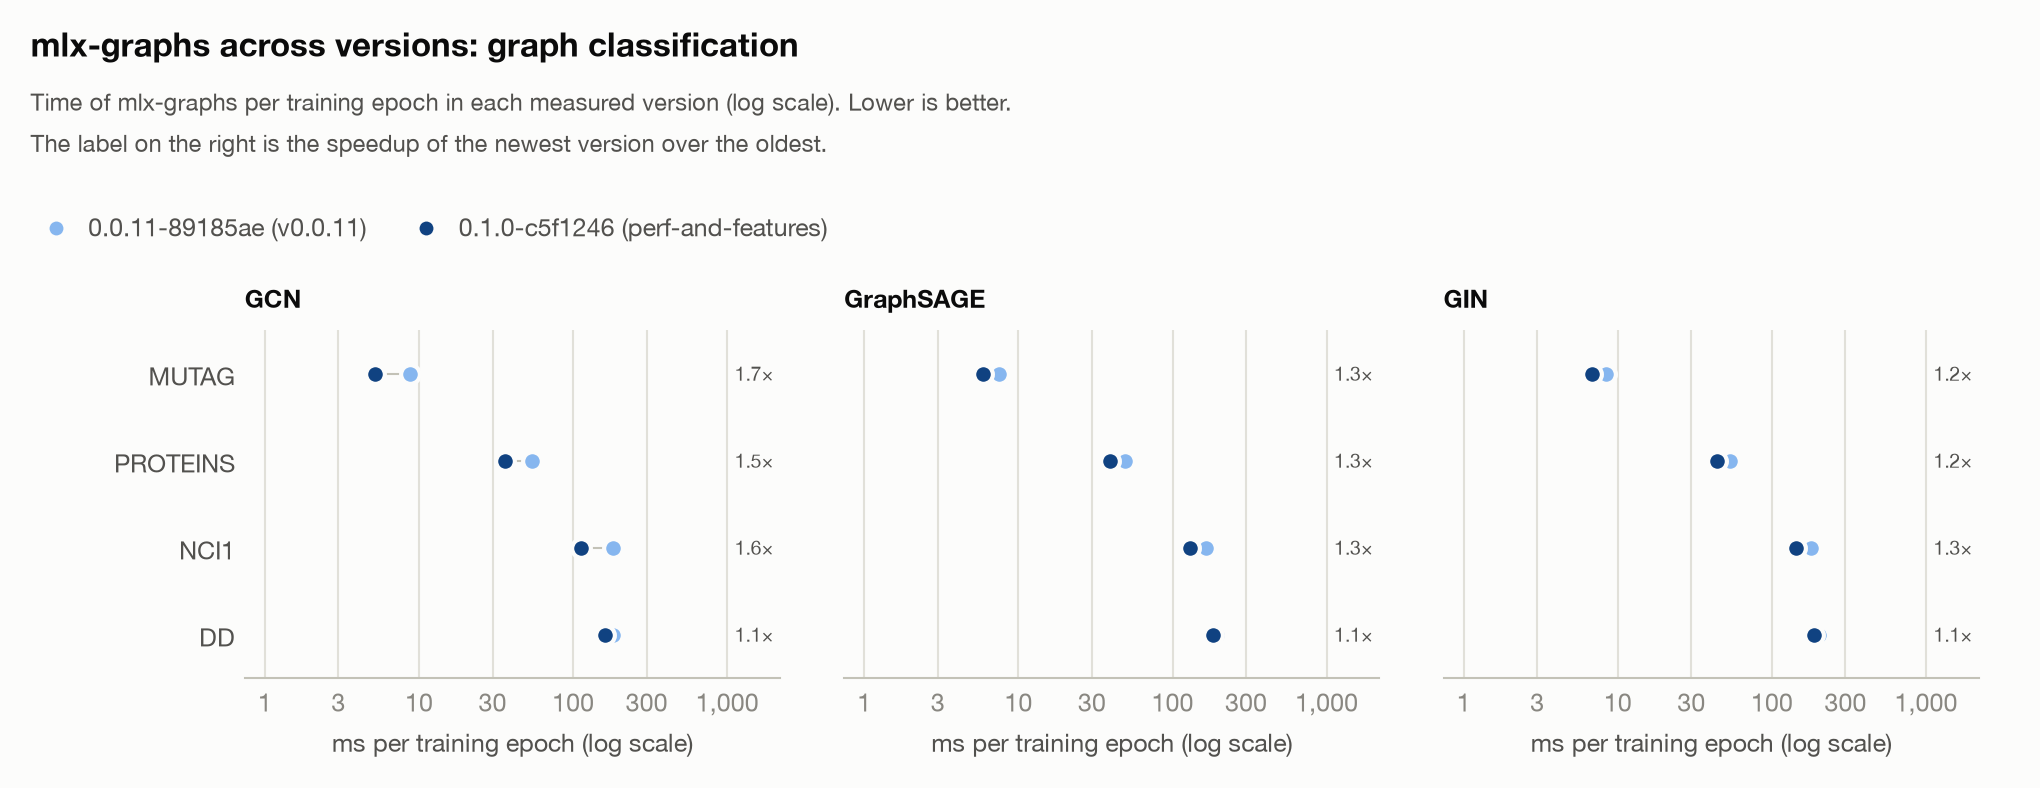 mlx-graphs across versions: graph classification
Time of mlx-graphs per training epoch in each measured version (log scale). Lower is better.
The label on the right is the speedup of the newest version over the oldest.
0.0.11-89185ae (v0.0.11) 0.1.0-c5f1246 (perf-and-features)
GCN GraphSAGE GIN
MUTAG 1.7× 1.3× 1.2×
PROTEINS 1.5× 1.3× 1.2×
NCI1 1.6× 1.3× 1.3×
DD 1.1× 1.1× 1.1×
1 3 10 30 100 300 1,000 1 3 10 30 100 300 1,000 1 3 10 30 100 300 1,000
ms per training epoch (log scale) ms per training epoch (log scale) ms per training epoch (log scale)